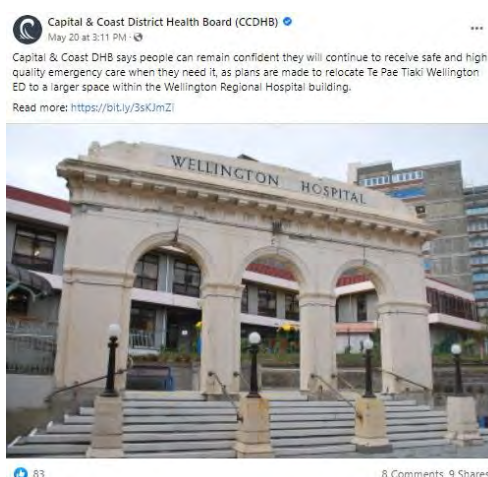 Capital & Coast District Health Board (CCDHB)
May 20 at 3:11 PM ·
Capital & Coast DHB says people can remain confident they will continue to receive safe and high
quality emergency care when they need it, as plans are made to relocate Te Pae Tiaki Wellington
ED to a larger space within the Wellington Regional Hospital building.
Read more: https://bit.ly/3sKJmZi
WELLINGTON HOSPITAL
83
8 Comments 9 Shares